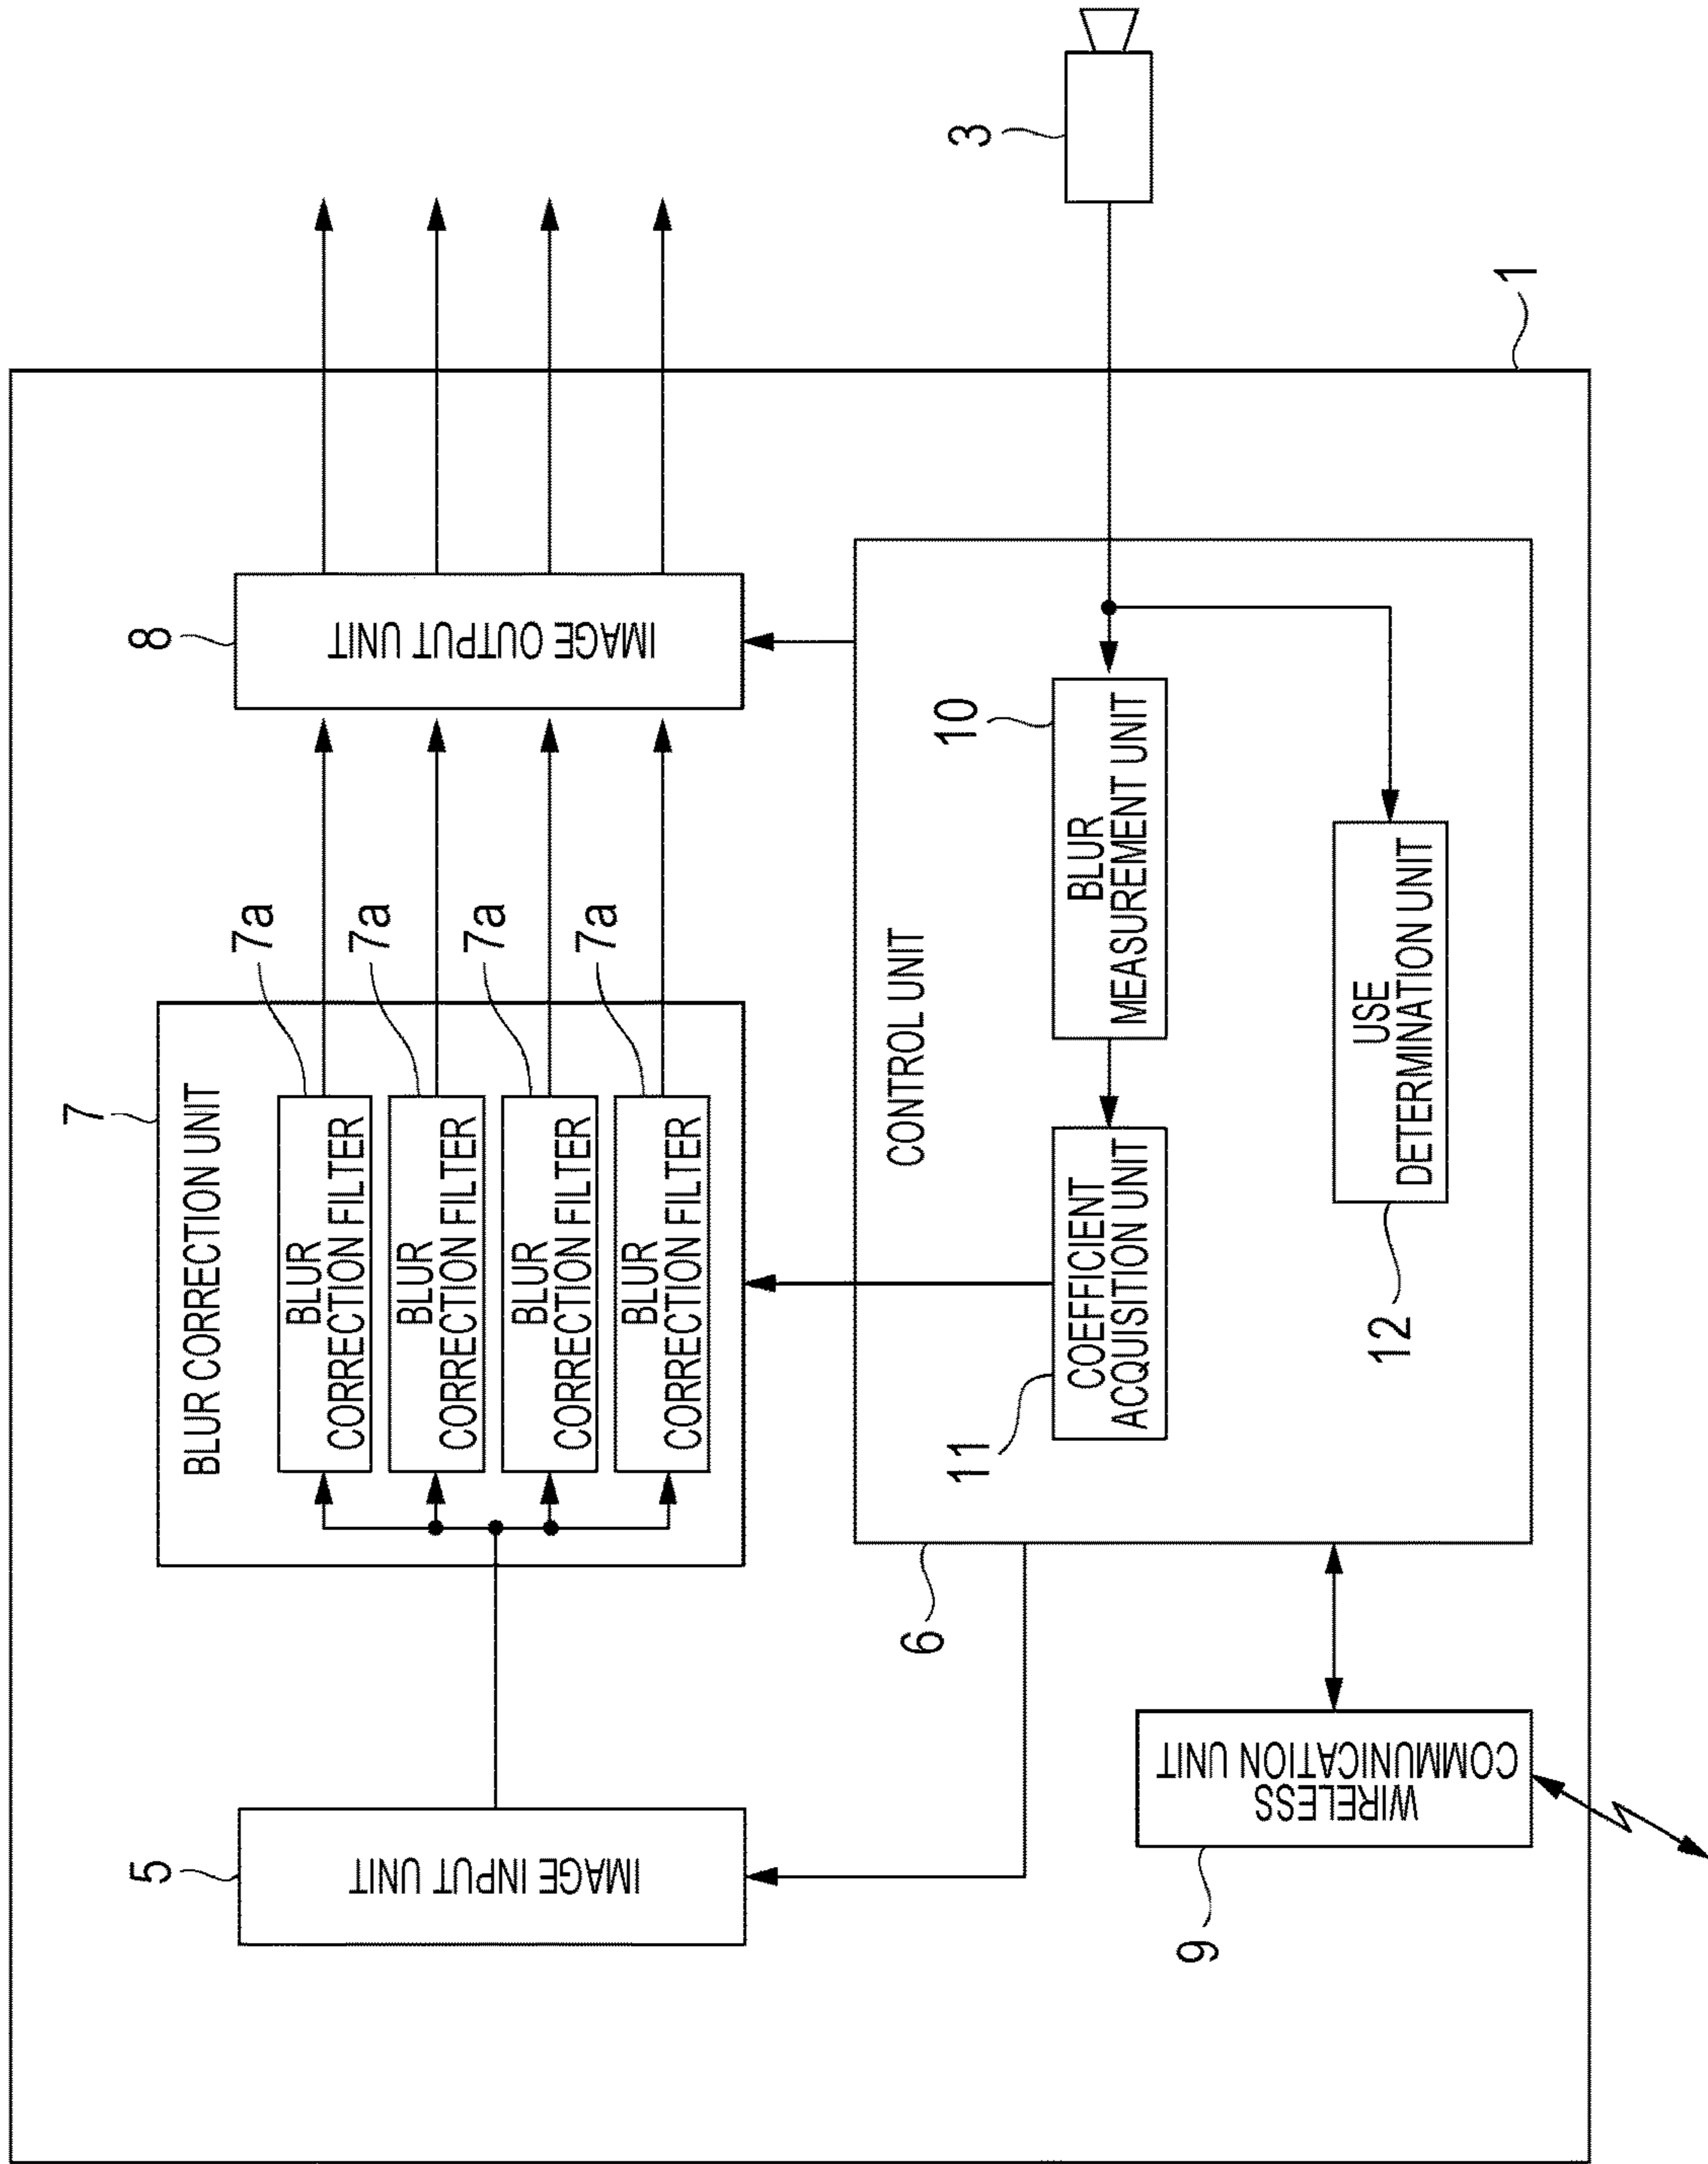 1
3
5
IMAGE INPUT UNIT
7
BLUR CORRECTION UNIT
BLUR
CORRECTION FILTER
7a
BLUR
CORRECTION FILTER
7a
BLUR
CORRECTION FILTER
7a
BLUR
CORRECTION FILTER
7a
8
IMAGE OUTPUT UNIT
6
CONTROL UNIT
11
COEFFICIENT
ACQUISITION UNIT
10
BLUR
MEASUREMENT UNIT
12
USE
DETERMINATION UNIT
9
WIRELESS
COMMUNICATION UNIT